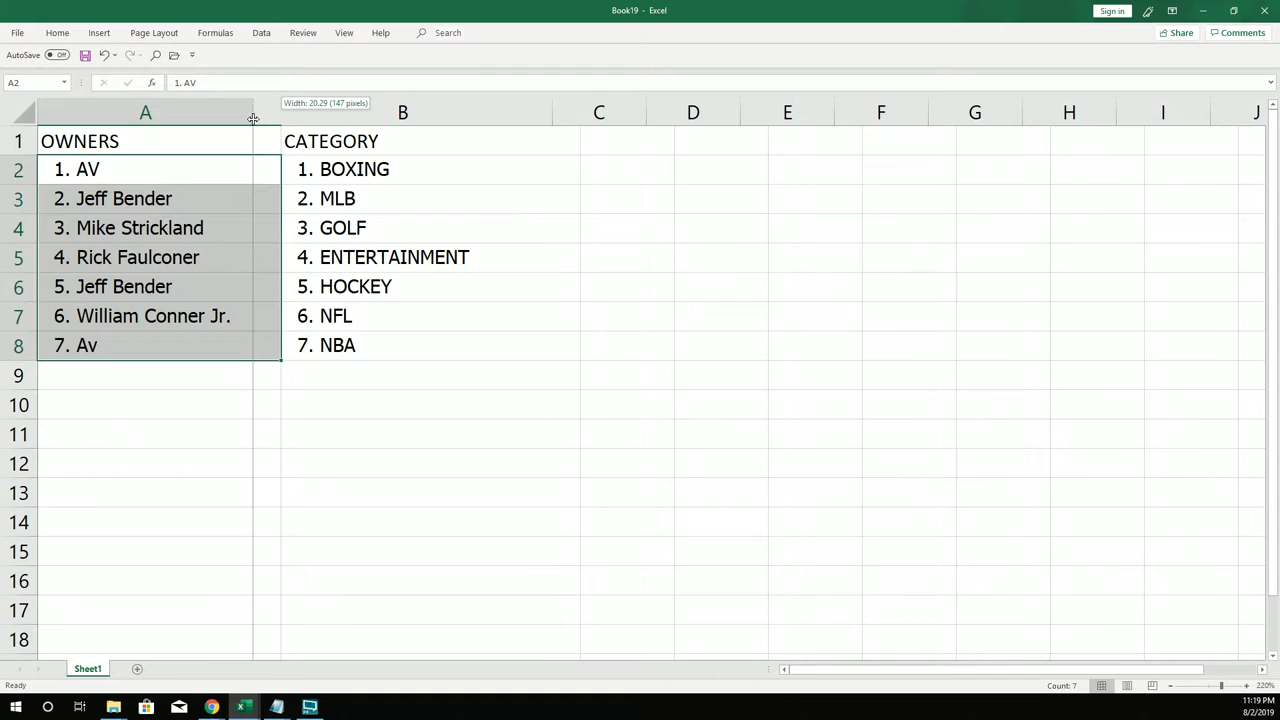 Book19 - Excel
Sign in
File Home Insert Page Layout Formulas Data Review View Help Search Share Comments
AutoSave Off
A2 fx 1. AV
Width: 20.29 (147 pixels)
A B C D E F G H I J
1 OWNERS CATEGORY
2 1. AV 1. BOXING
3 2. Jeff Bender 2. MLB
4 3. Mike Strickland 3. GOLF
5 4. Rick Faulconer 4. ENTERTAINMENT
6 5. Jeff Bender 5. HOCKEY
7 6. William Conner Jr. 6. NFL
8 7. Av 7. NBA
9
10
11
12
13
14
15
16
17
18
Sheet1
Ready Count: 7 220%
11:19 PM
8/2/2019